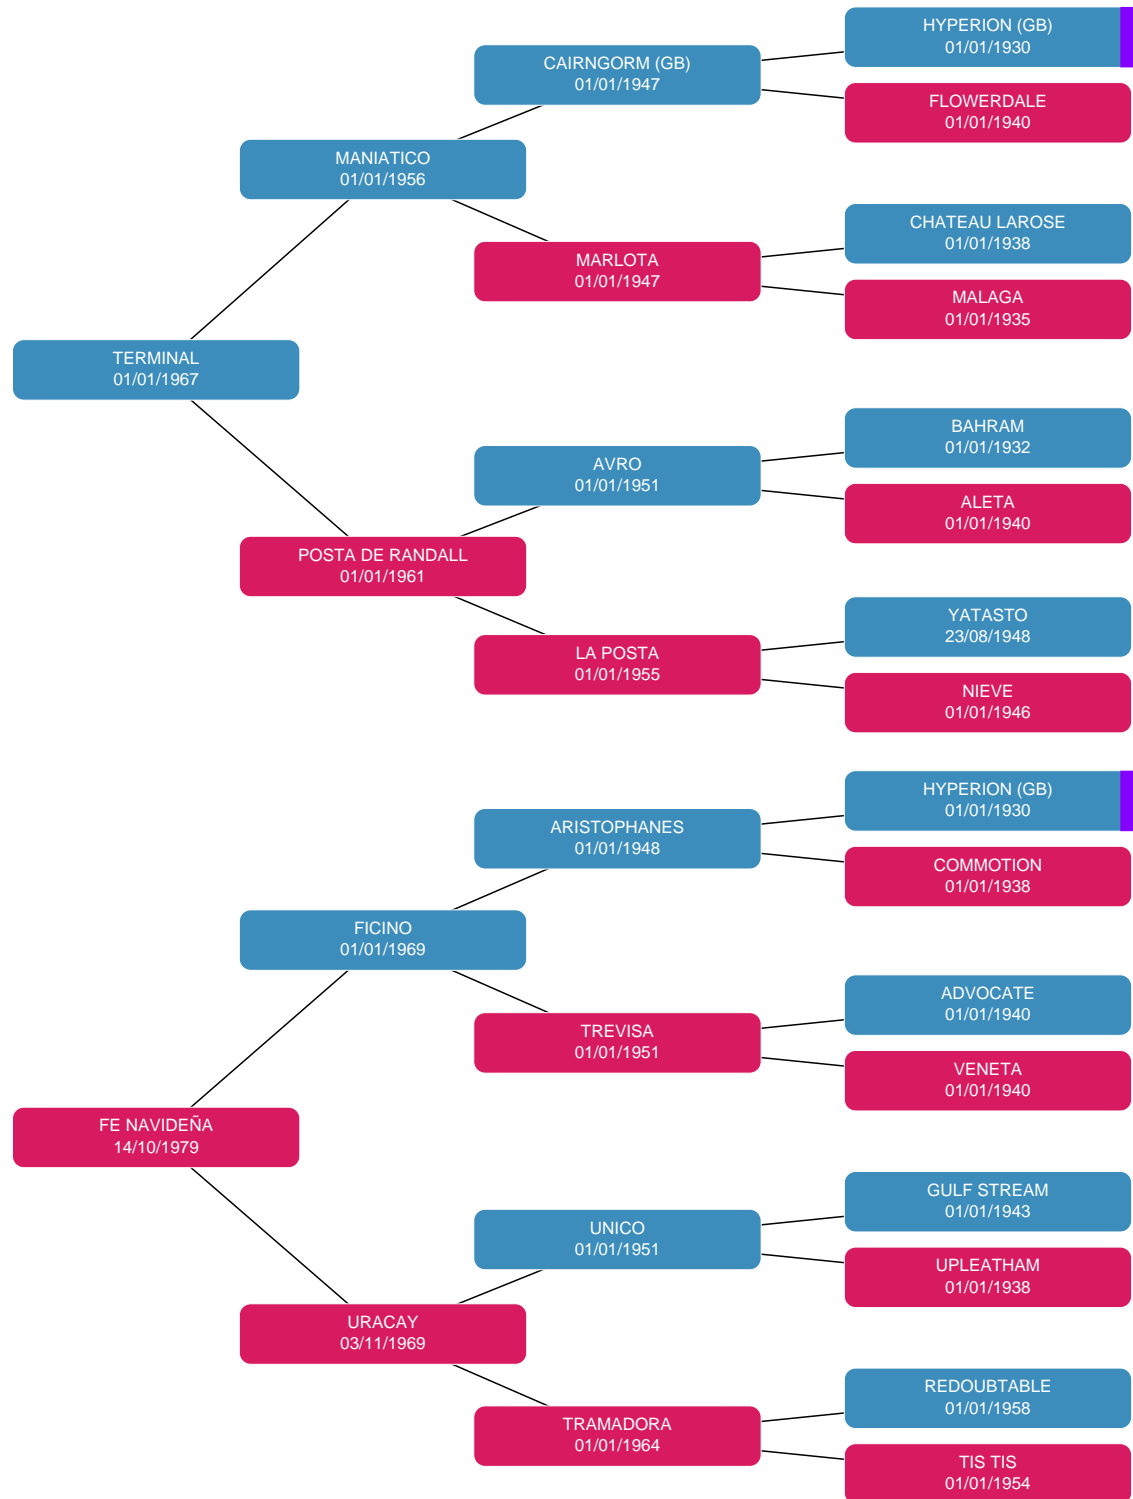 HYPERION (GB)
01/01/1930
CAIRNGORM (GB)
01/01/1947
FLOWERDALE
01/01/1940
MANIATICO
01/01/1956
CHATEAU LAROSE
01/01/1938
MARLOTA
01/01/1947
MALAGA
01/01/1935
TERMINAL
01/01/1967
BAHRAM
01/01/1932
AVRO
01/01/1951
ALETA
01/01/1940
POSTA DE RANDALL
01/01/1961
YATASTO
23/08/1948
LA POSTA
01/01/1955
NIEVE
01/01/1946
HYPERION (GB)
01/01/1930
ARISTOPHANES
01/01/1948
COMMOTION
01/01/1938
FICINO
01/01/1969
ADVOCATE
01/01/1940
TREVISA
01/01/1951
VENETA
01/01/1940
FE NAVIDEÑA
14/10/1979
GULF STREAM
01/01/1943
UNICO
01/01/1951
UPLEATHAM
01/01/1938
URACAY
03/11/1969
REDOUBTABLE
01/01/1958
TRAMADORA
01/01/1964
TIS TIS
01/01/1954